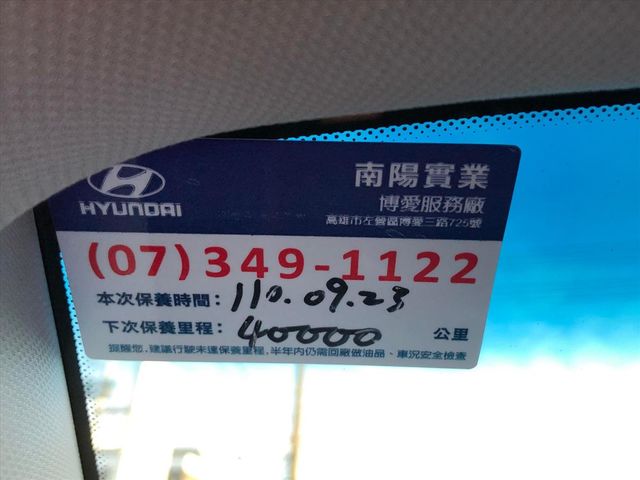 南陽實業
博愛服務廠
HYUNDAI
高雄市左營區博愛三路725號
(07)349-1122
本次保養時間：110.09.23
下次保養里程：40000 公里
提醒您，建議行駛未達保養里程，半年內仍需回廠做油品、車況安全檢查